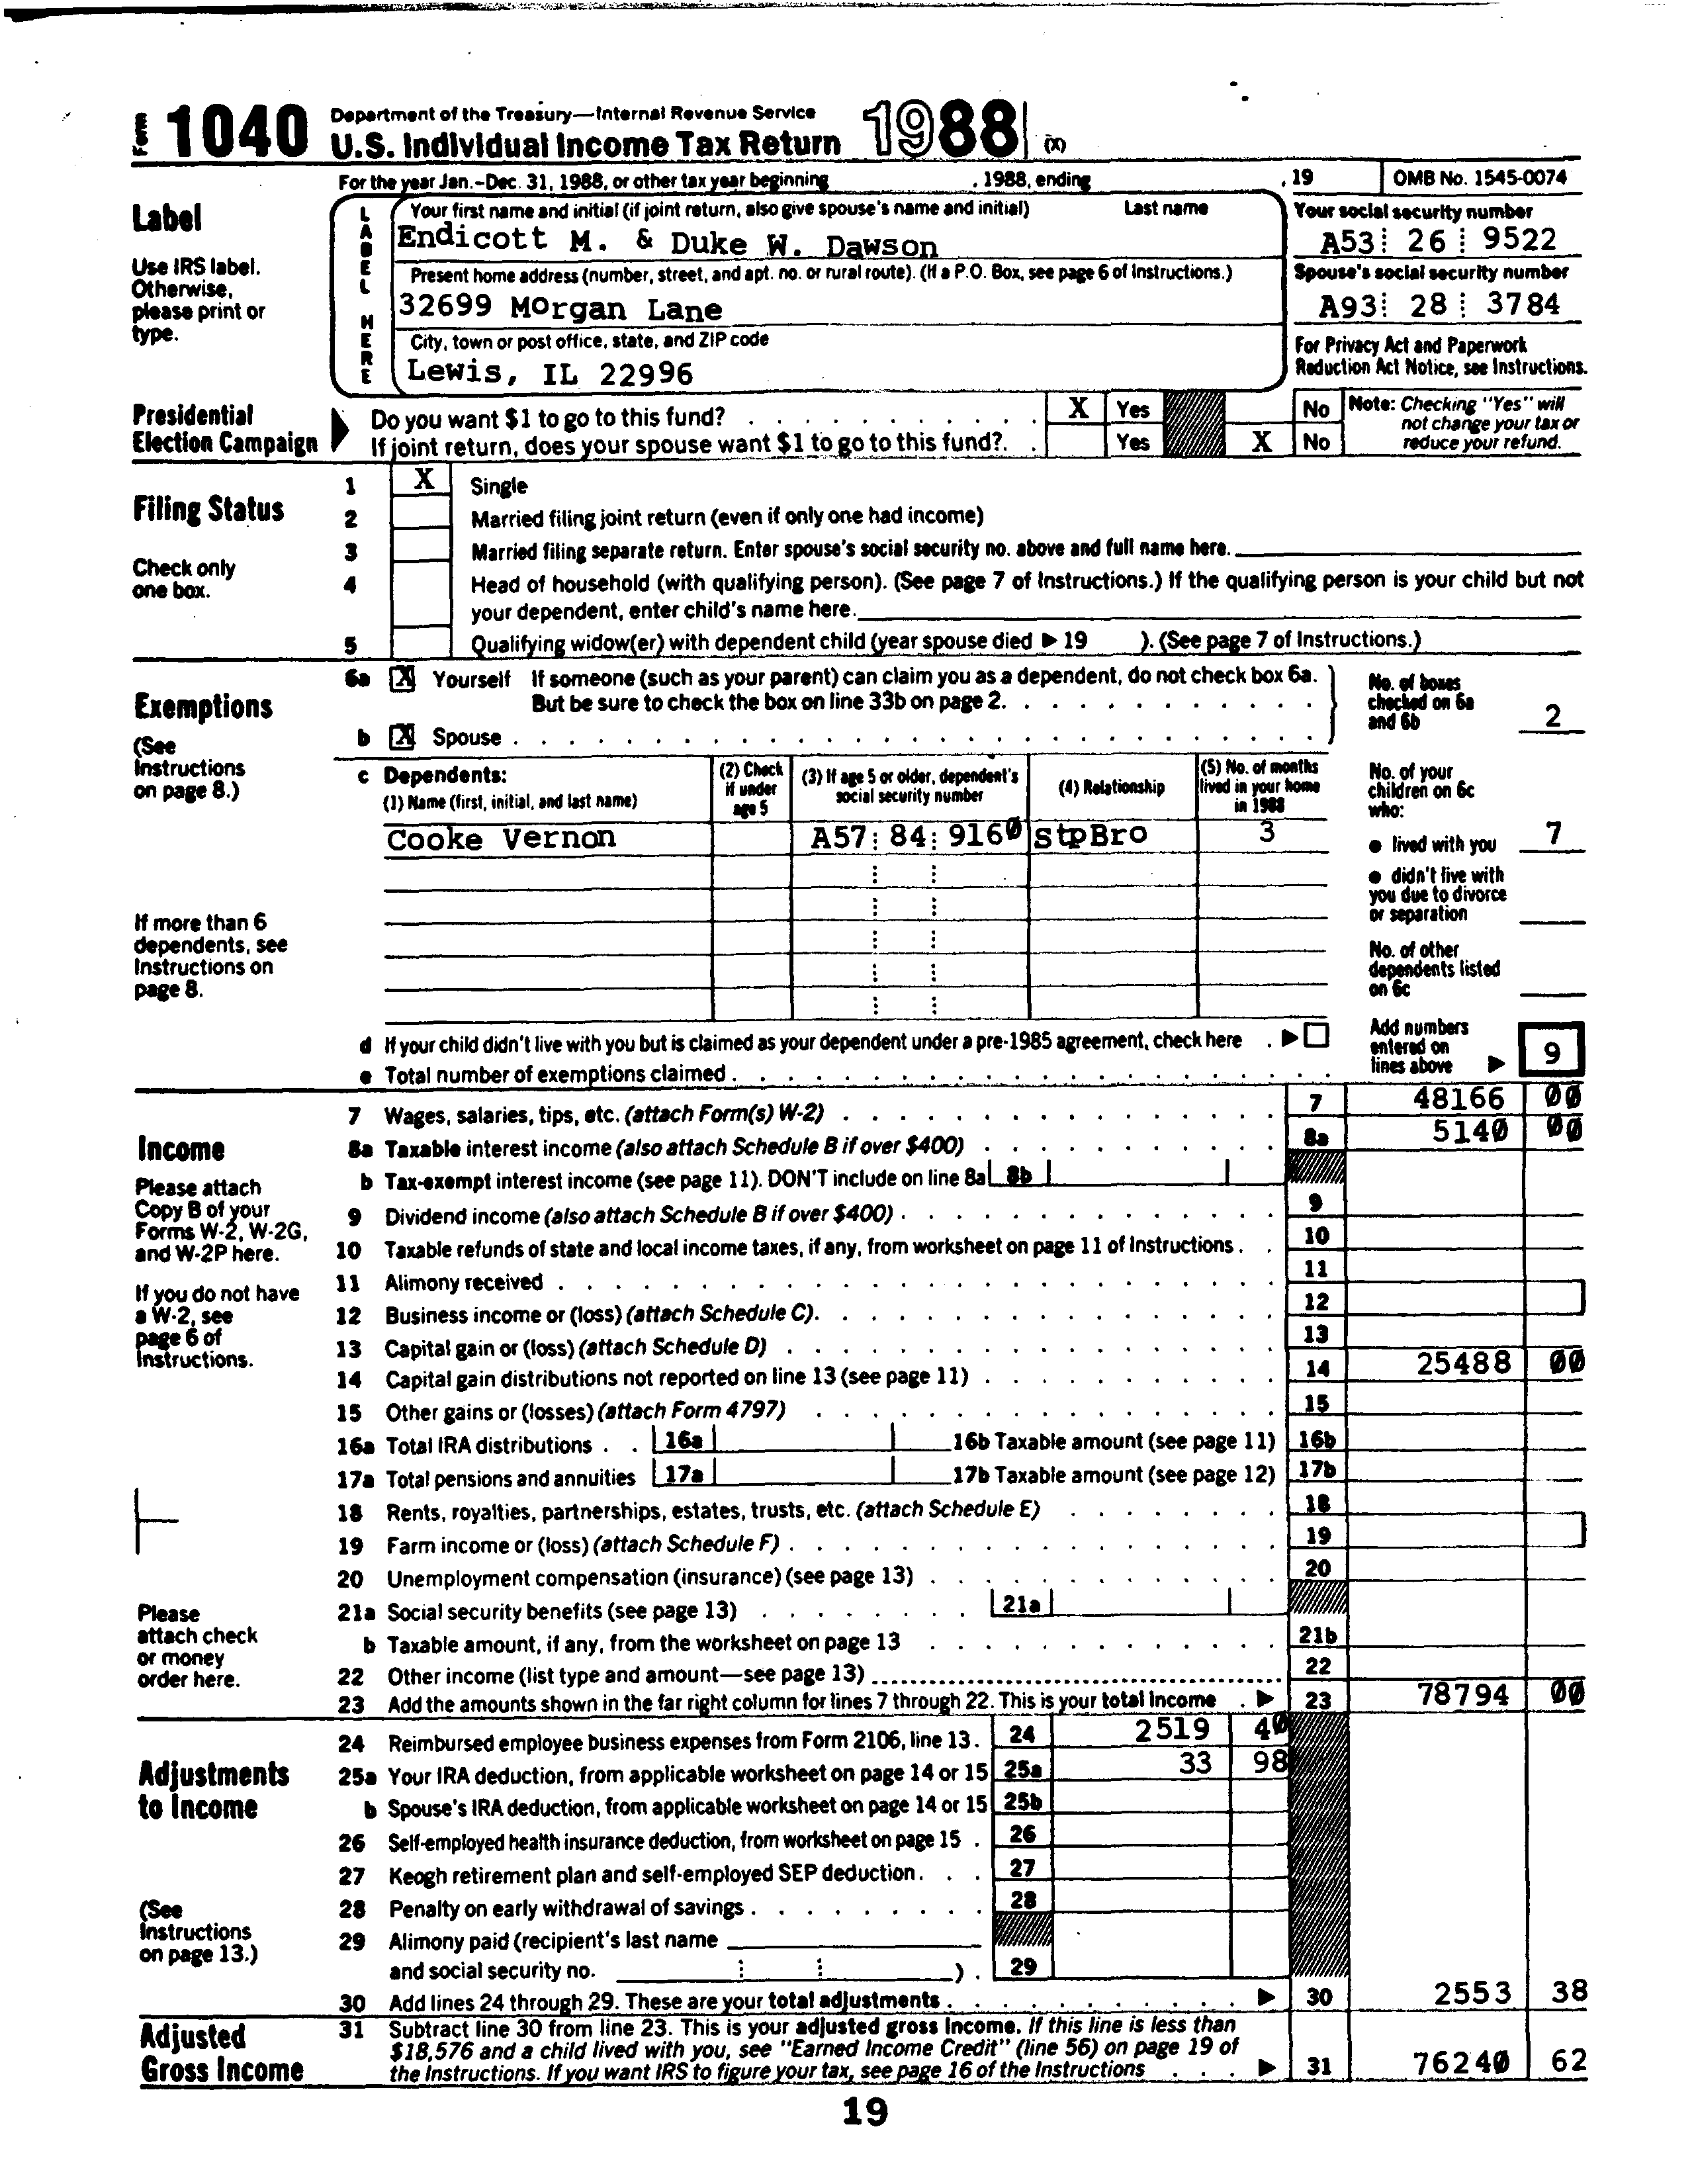 Form 1040 Department of the Treasury—Internal Revenue Service
U.S. Individual Income Tax Return 1988 (X)
For the year Jan.-Dec. 31, 1988, or other tax year beginning , 1988, ending , 19 OMB No. 1545-0074
Label
Use IRS label.
Otherwise,
please print or
type.
LABEL HERE
Your first name and initial (if joint return, also give spouse's name and initial) Last name
Endicott M. & Duke W. Dawson
Your social security number
A53 26 9522
Present home address (number, street, and apt. no. or rural route). (If a P.O. Box, see page 6 of Instructions.)
32699 Morgan Lane
Spouse's social security number
A93 28 3784
City, town or post office, state, and ZIP code
Lewis, IL 22996
For Privacy Act and Paperwork
Reduction Act Notice, see Instructions.
Presidential
Election Campaign
Do you want $1 to go to this fund? X Yes No
If joint return, does your spouse want $1 to go to this fund? Yes X No
Note: Checking "Yes" will
not change your tax or
reduce your refund.
Filing Status
Check only
one box.
1 X Single
2 Married filing joint return (even if only one had income)
3 Married filing separate return. Enter spouse's social security no. above and full name here.
4 Head of household (with qualifying person). (See page 7 of Instructions.) If the qualifying person is your child but not
your dependent, enter child's name here.
5 Qualifying widow(er) with dependent child (year spouse died ▶ 19 ). (See page 7 of Instructions.)
Exemptions
(See
Instructions
on page 8.)
6a X Yourself If someone (such as your parent) can claim you as a dependent, do not check box 6a.
But be sure to check the box on line 33b on page 2.
b X Spouse
No. of boxes
checked on 6a
and 6b 2
c Dependents:
(1) Name (first, initial, and last name)
(2) Check
if under
age 5
(3) If age 5 or older, dependent's
social security number
(4) Relationship
(5) No. of months
lived in your home
in 1988
Cooke Vernon A57 84 9160 StpBro 3
No. of your
children on 6c
who:
● lived with you 7
● didn't live with
you due to divorce
or separation
No. of other
dependents listed
on 6c
If more than 6
dependents, see
Instructions on
page 8.
d If your child didn't live with you but is claimed as your dependent under a pre-1985 agreement, check here ▶
e Total number of exemptions claimed
Add numbers
entered on
lines above ▶ 9
Income
Please attach
Copy B of your
Forms W-2, W-2G,
and W-2P here.
If you do not have
a W-2, see
page 6 of
Instructions.
7 Wages, salaries, tips, etc. (attach Form(s) W-2) 7 48166 00
8a Taxable interest income (also attach Schedule B if over $400) 8a 5140 00
b Tax-exempt interest income (see page 11). DON'T include on line 8a 8b
9 Dividend income (also attach Schedule B if over $400) 9
10 Taxable refunds of state and local income taxes, if any, from worksheet on page 11 of Instructions 10
11 Alimony received 11
12 Business income or (loss) (attach Schedule C) 12
13 Capital gain or (loss) (attach Schedule D) 13
14 Capital gain distributions not reported on line 13 (see page 11) 14 25488 00
15 Other gains or (losses) (attach Form 4797) 15
16a Total IRA distributions 16a 16b Taxable amount (see page 11) 16b
17a Total pensions and annuities 17a 17b Taxable amount (see page 12) 17b
18 Rents, royalties, partnerships, estates, trusts, etc. (attach Schedule E) 18
19 Farm income or (loss) (attach Schedule F) 19
20 Unemployment compensation (insurance) (see page 13) 20
21a Social security benefits (see page 13) 21a
b Taxable amount, if any, from the worksheet on page 13 21b
22 Other income (list type and amount—see page 13) 22
23 Add the amounts shown in the far right column for lines 7 through 22. This is your total income ▶ 23 78794 00
Please
attach check
or money
order here.
Adjustments
to Income
(See
Instructions
on page 13.)
24 Reimbursed employee business expenses from Form 2106, line 13 24 2519 40
25a Your IRA deduction, from applicable worksheet on page 14 or 15 25a 33 98
b Spouse's IRA deduction, from applicable worksheet on page 14 or 15 25b
26 Self-employed health insurance deduction, from worksheet on page 15 26
27 Keogh retirement plan and self-employed SEP deduction 27
28 Penalty on early withdrawal of savings 28
29 Alimony paid (recipient's last name
and social security no. ) 29
30 Add lines 24 through 29. These are your total adjustments ▶ 30 2553 38
Adjusted
Gross Income
31 Subtract line 30 from line 23. This is your adjusted gross income. If this line is less than
$18,576 and a child lived with you, see "Earned Income Credit" (line 56) on page 19 of
the Instructions. If you want IRS to figure your tax, see page 16 of the Instructions ▶ 31 76240 62
19